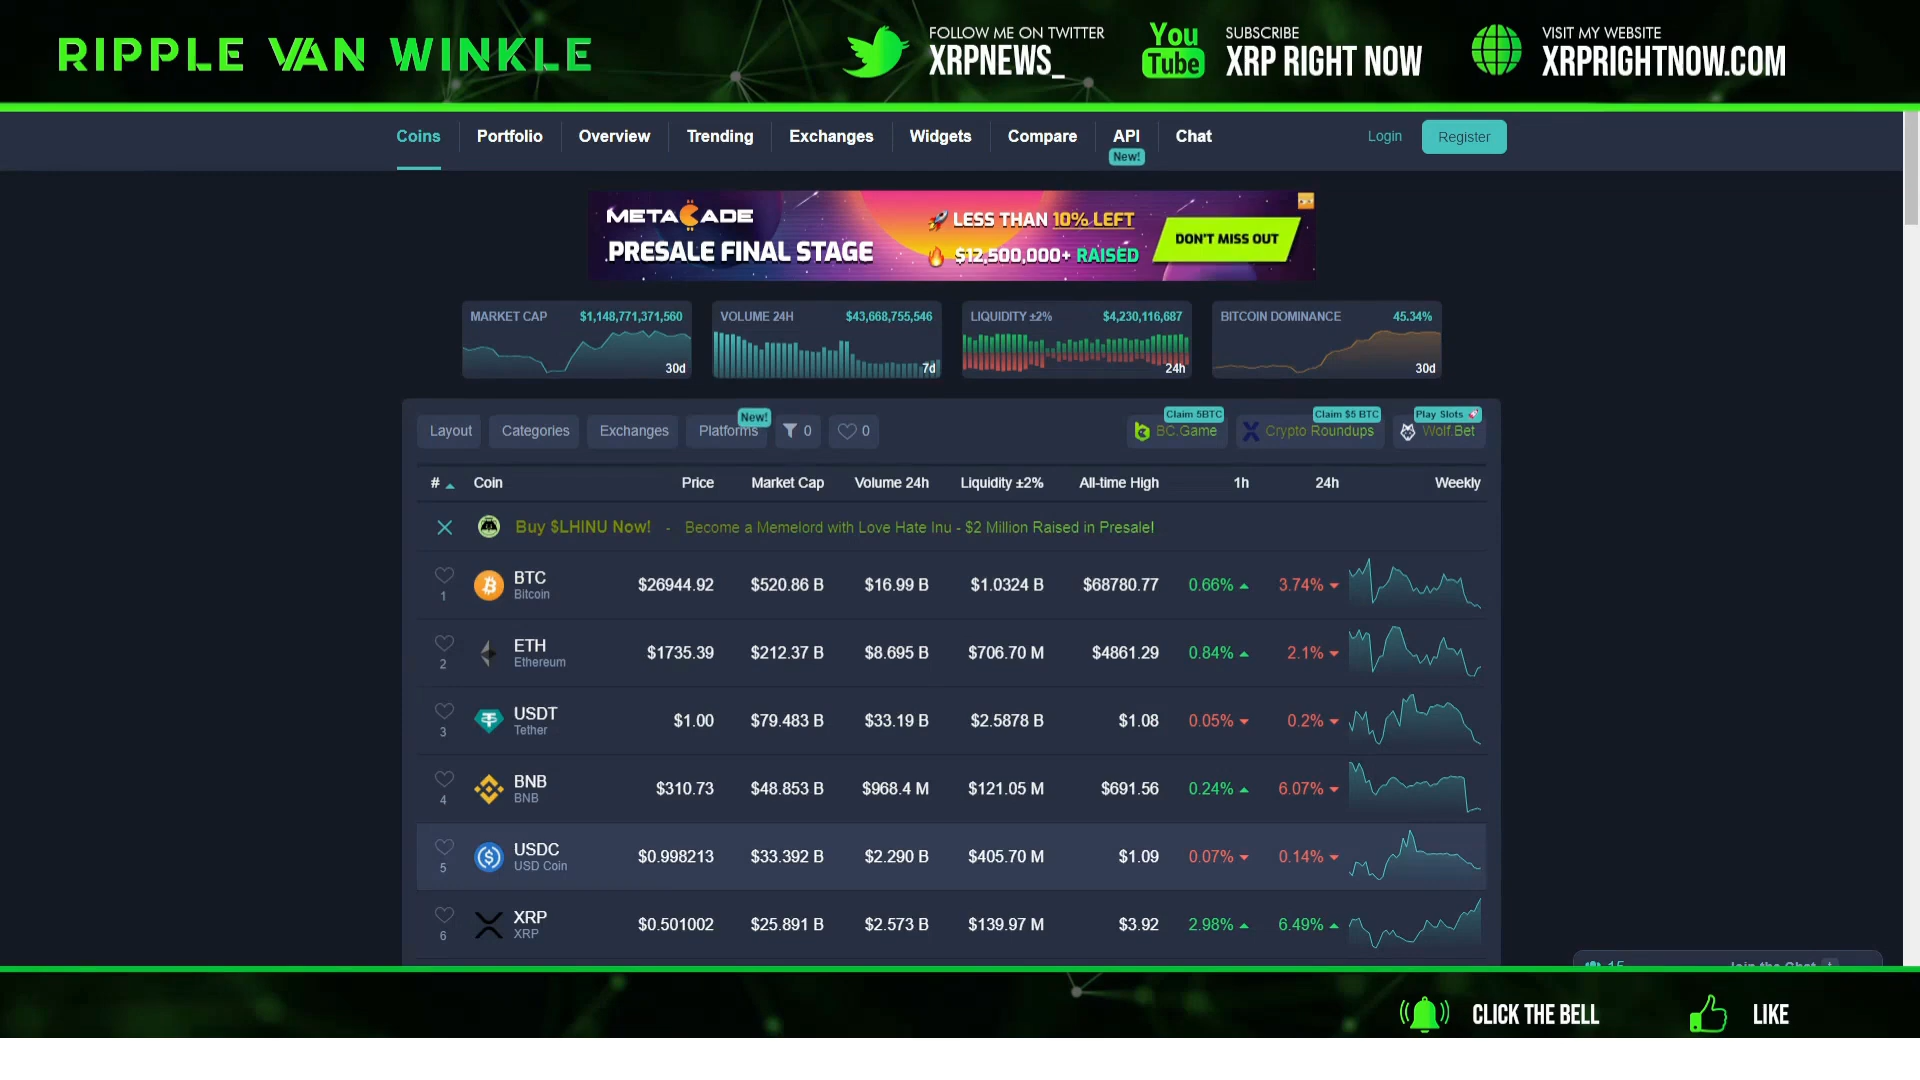 RIPPLE VAN WINKLE
FOLLOW ME ON TWITTER
XRPNEWS_
You
Tube
SUBSCRIBE
XRP RIGHT NOW
VISIT MY WEBSITE
XRPRIGHTNOW.COM
Coins Portfolio Overview Trending Exchanges Widgets Compare API Chat Login Register
New!
METACADE
PRESALE FINAL STAGE
LESS THAN 10% LEFT
$12,500,000+ RAISED
DON'T MISS OUT
MARKET CAP $1,148,771,371,560
30d
VOLUME 24H $43,668,755,546
7d
LIQUIDITY ±2% $4,230,116,687
24h
BITCOIN DOMINANCE 45.34%
30d
New! Claim 5BTC Claim $5 BTC Play Slots
Layout Categories Exchanges Platforms 0 0 BC.Game Crypto Roundups Wolf.Bet
# Coin Price Market Cap Volume 24h Liquidity ±2% All-time High 1h 24h Weekly
Buy $LHINU Now! - Become a Memelord with Love Hate Inu - $2 Million Raised in Presale!
1 BTC Bitcoin $26944.92 $520.86 B $16.99 B $1.0324 B $68780.77 0.66% 3.74%
2 ETH Ethereum $1735.39 $212.37 B $8.695 B $706.70 M $4861.29 0.84% 2.1%
3 USDT Tether $1.00 $79.483 B $33.19 B $2.5878 B $1.08 0.05% 0.2%
4 BNB BNB $310.73 $48.853 B $968.4 M $121.05 M $691.56 0.24% 6.07%
5 USDC USD Coin $0.998213 $33.392 B $2.290 B $405.70 M $1.09 0.07% 0.14%
6 XRP XRP $0.501002 $25.891 B $2.573 B $139.97 M $3.92 2.98% 6.49%
15 Join the Chat
CLICK THE BELL
LIKE